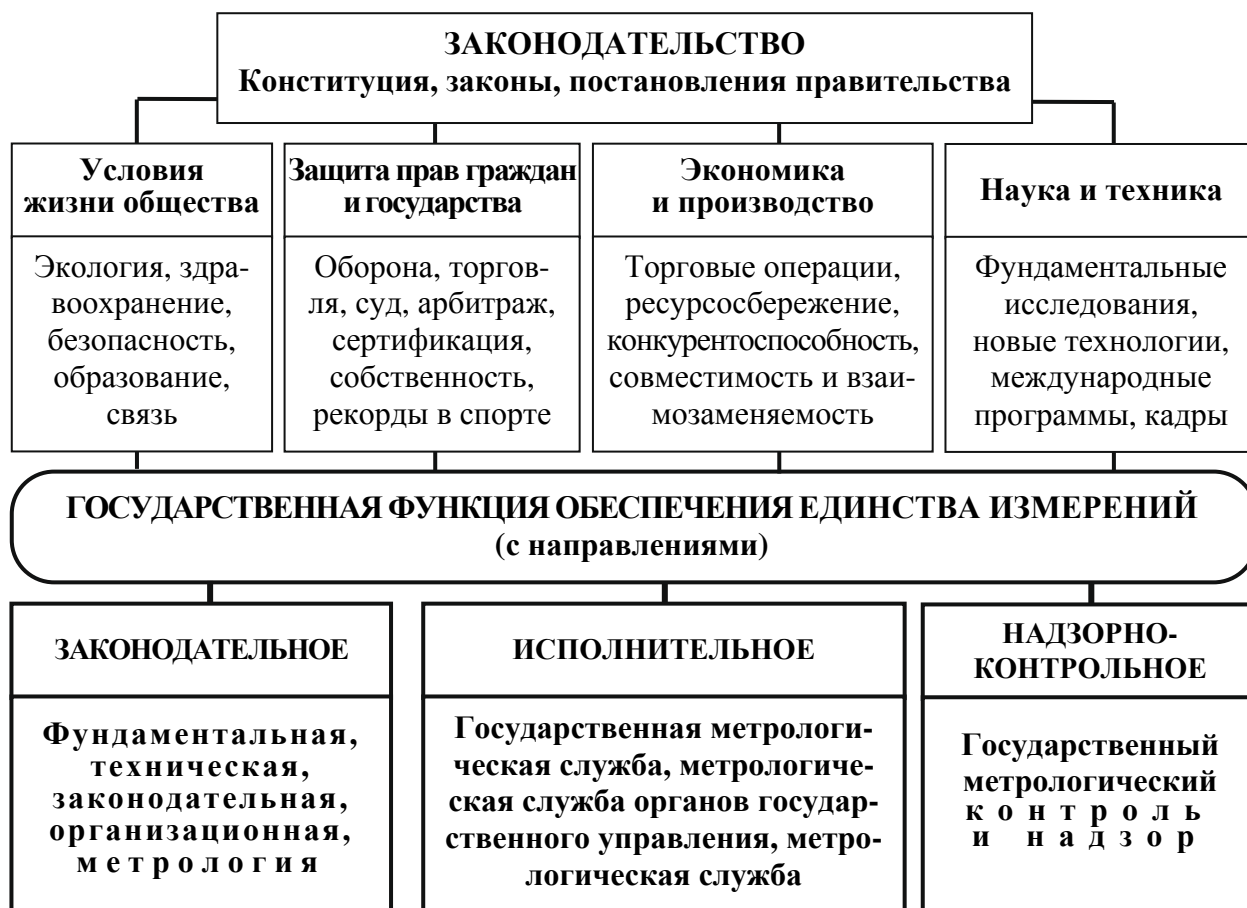 ЗАКОНОДАТЕЛЬСТВО
Конституция, законы, постановления правительства
Условия
жизни общества
Экология, здра-
воохранение,
безопасность,
образование,
связь
Защита прав граждан
и государства
Оборона, торгов-
ля, суд, арбитраж,
сертификация,
собственность,
рекорды в спорте
Экономика
и производство
Торговые операции,
ресурсосбережение,
конкурентоспособность,
совместимость и взаи-
мозаменяемость
Наука и техника
Фундаментальные
исследования,
новые технологии,
международные
программы, кадры
ГОСУДАРСТВЕННАЯ ФУНКЦИЯ ОБЕСПЕЧЕНИЯ ЕДИНСТВА ИЗМЕРЕНИЙ
(с направлениями)
ЗАКОНОДАТЕЛЬНОЕ
Фундаментальная,
техническая,
законодательная,
организационная,
метрология
ИСПОЛНИТЕЛЬНОЕ
Государственная метрологи-
ческая служба, метрологиче-
ская служба органов государ-
ственного управления, метро-
логическая служба
НАДЗОРНО-
КОНТРОЛЬНОЕ
Государственный
метрологический
контроль
и надзор